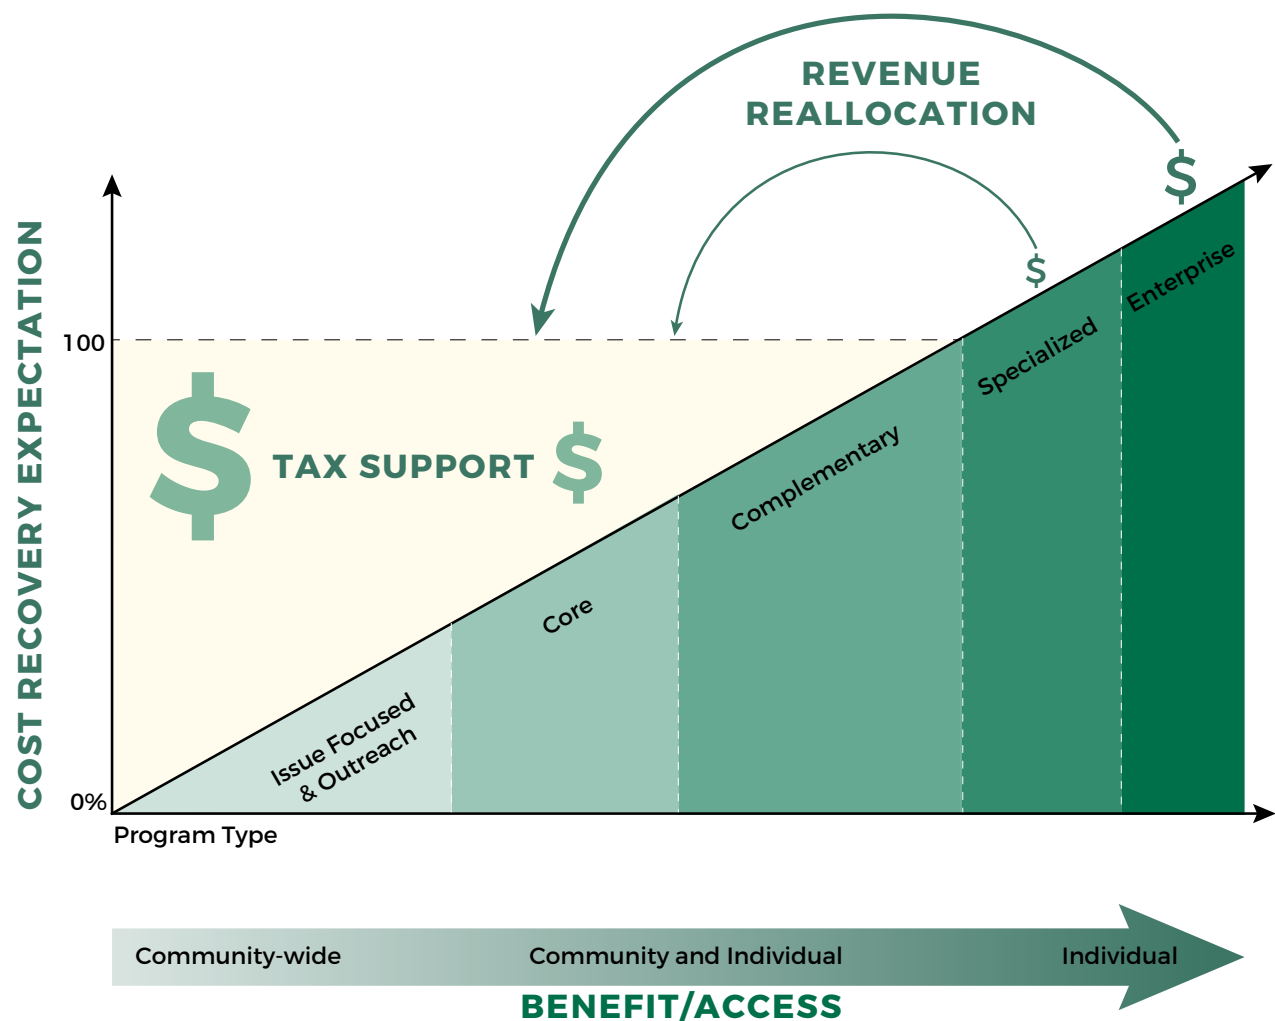 REVENUE
REALLOCATION
$
$
COST RECOVERY EXPECTATION
100
$ TAX SUPPORT $
Enterprise
Specialized
Complementary
Core
Issue Focused
& Outreach
0%
Program Type
Community-wide
Community and Individual
Individual
BENEFIT/ACCESS